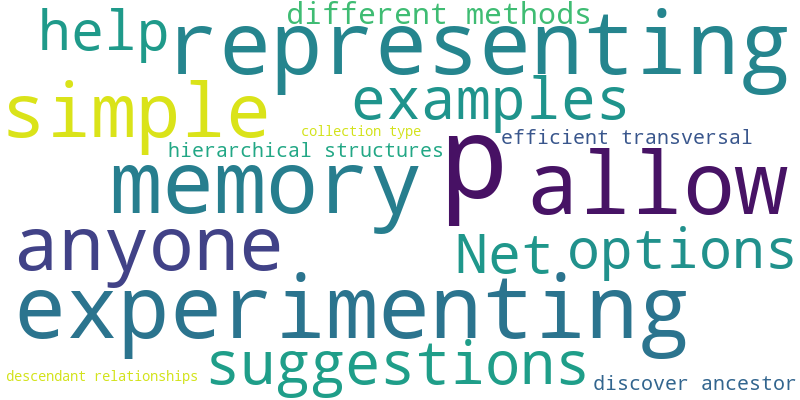 different methods
help
representing
simple
examples
collection type
efficient transversal
hierarchical structures
p
memory
allow
anyone
Net
options
experimenting
suggestions
descendant relationships
discover ancestor